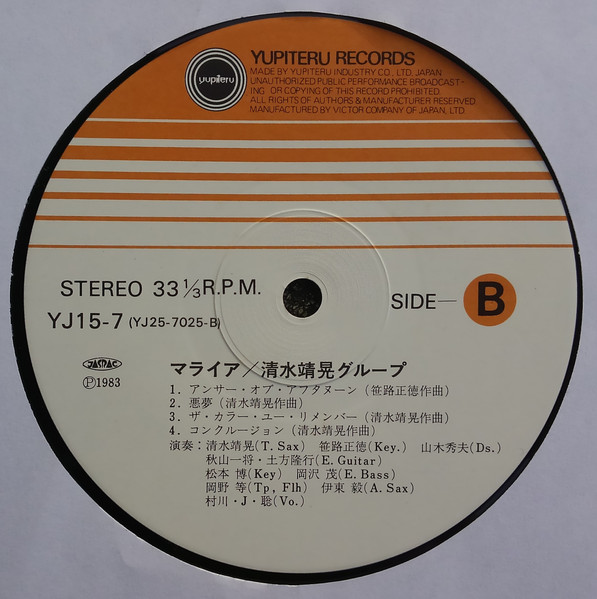 yupiteru
YUPITERU RECORDS
MADE BY YUPITERU INDUSTRY CO., LTD. JAPAN
UNAUTHORIZED PUBLIC PERFORMANCE BROADCAST-
ING OR COPYING OF THIS RECORD PROHIBITED.
ALL RIGHTS OF AUTHORS & MANUFACTURER RESERVED
MANUFACTURED BY VICTOR COMPANY OF JAPAN, LTD.
STEREO 33 1/3 R.P.M.
SIDE—B
YJ15-7 (YJ25-7025-B)
JASRAC
Ⓟ1983
マライア／清水靖晃グループ
1. アンサー・オブ・アフタヌーン (笹路正徳作曲)
2. 悪夢 (清水靖晃作曲)
3. ザ・カラー・ユー・リメンバー (清水靖晃作曲)
4. コンクルージョン (清水靖晃作曲)
演奏：清水靖晃(T. Sax) 笹路正徳(Key.) 山木秀夫(Ds.)
秋山一将・土方隆行(E. Guitar)
松本 博(Key) 岡沢 茂(E. Bass)
岡野 等(Tp, Flh) 伊東 毅(A. Sax)
村川・J・聡(Vo.)